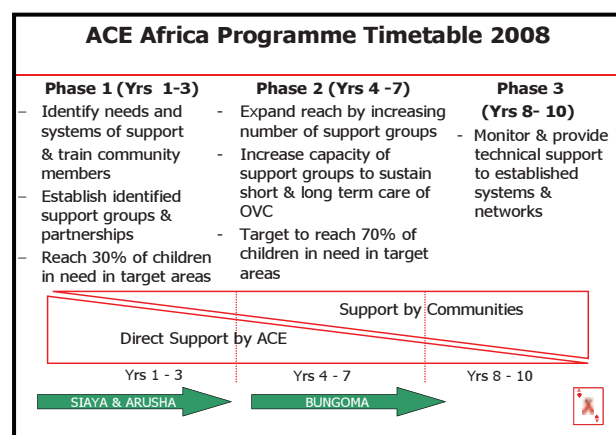 ACE Africa Programme Timetable 2008
Phase 1 (Yrs 1-3)
– Identify needs and
systems of support
& train community
members
– Establish identified
support groups &
partnerships
– Reach 30% of children
in need in target areas
Phase 2 (Yrs 4 -7)
- Expand reach by increasing
number of support groups
- Increase capacity of
support groups to sustain
short & long term care of
OVC
- Target to reach 70% of
children in need in target
areas
Phase 3
(Yrs 8- 10)
- Monitor & provide
technical support
to established
systems &
networks
Support by Communities
Direct Support by ACE
Yrs 1 - 3
Yrs 4 - 7
Yrs 8 - 10
SIAYA & ARUSHA
BUNGOMA